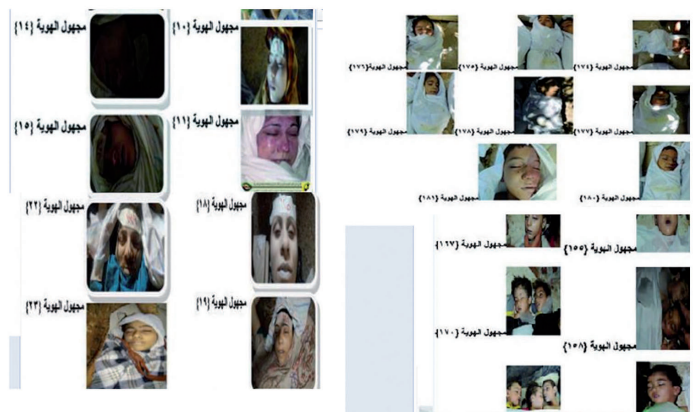 مجهول الهوية {١٠}
مجهول الهوية {١٤}
مجهول الهوية {١١}
مجهول الهوية {١٥}
مجهول الهوية {١٨}
مجهول الهوية {٢٢}
مجهول الهوية {١٩}
مجهول الهوية {٢٣}
مجهول الهوية {١٧٤}
مجهول الهوية {١٧٥}
مجهول الهوية {١٧٦}
مجهول الهوية {١٧٧}
مجهول الهوية {١٧٨}
مجهول الهوية {١٧٩}
مجهول الهوية {١٨٠}
مجهول الهوية {١٨١}
مجهول الهوية {١٥٥}
مجهول الهوية {١٦٧}
مجهول الهوية {١٥٨}
مجهول الهوية {١٧٠}